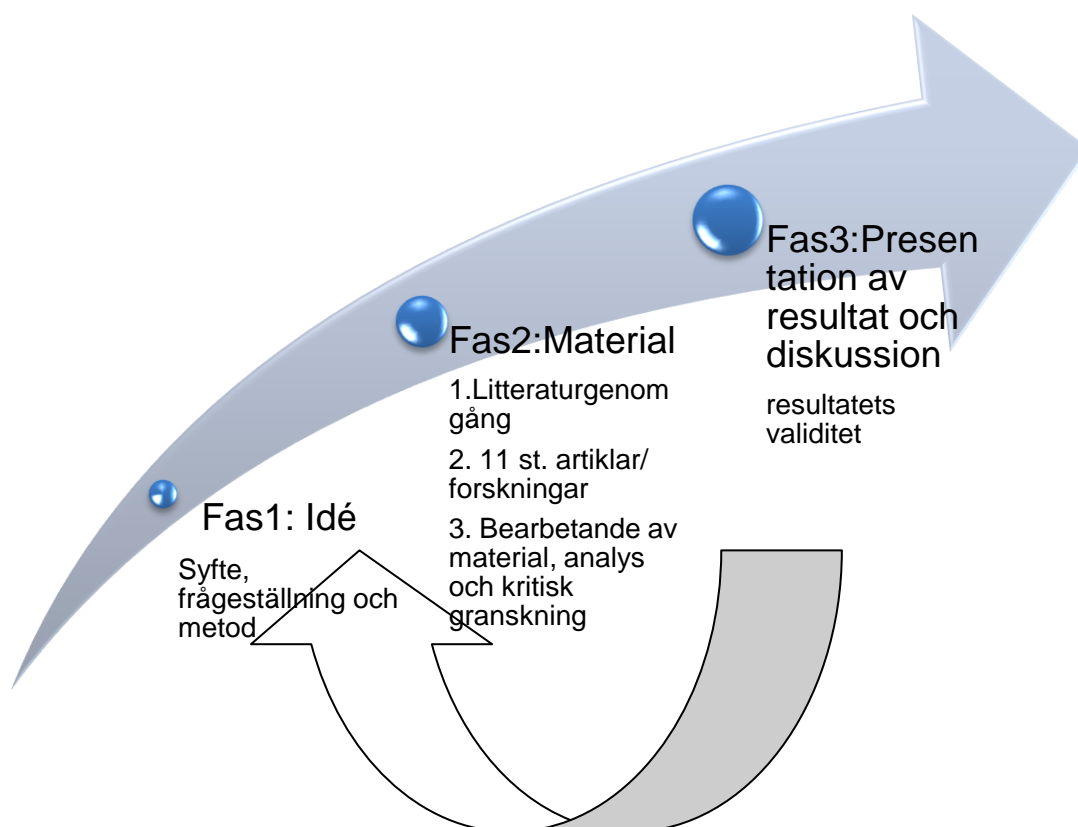 Fas1: Idé
Syfte,
frågeställning och
metod
Fas2:Material
1.Litteraturgenom
gång
2. 11 st. artiklar/
forskningar
3. Bearbetande av
material, analys
och kritisk
granskning
Fas3:Presen
tation av
resultat och
diskussion
resultatets
validitet